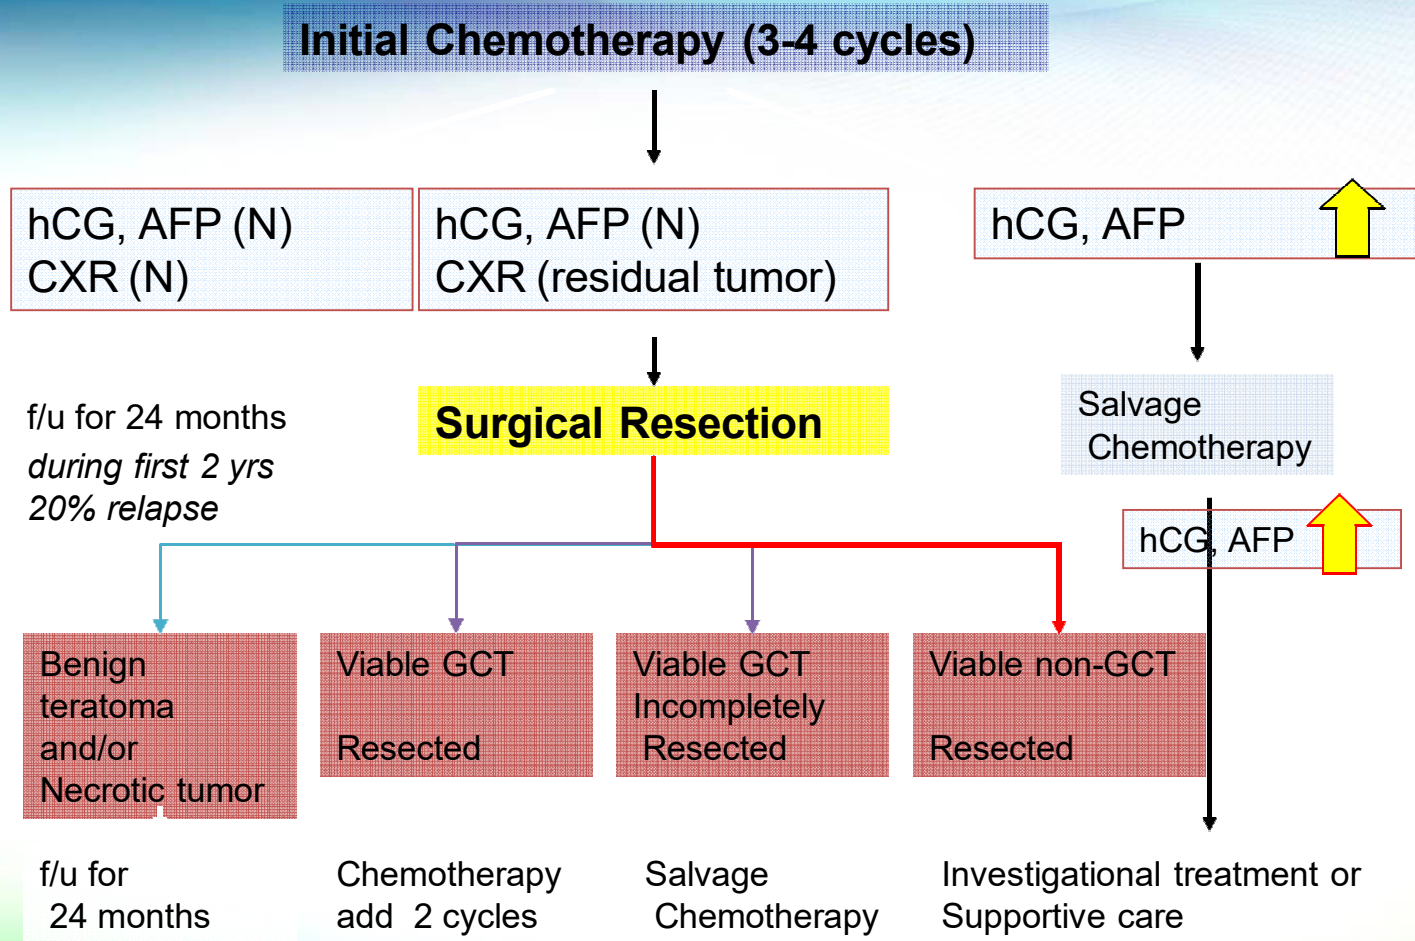 Initial Chemotherapy (3-4 cycles)
hCG, AFP (N)
CXR (N)
hCG, AFP (N)
CXR (residual tumor)
hCG, AFP
f/u for 24 months
during first 2 yrs
20% relapse
Surgical Resection
Salvage
Chemotherapy
hCG, AFP
Benign
teratoma
and/or
Necrotic tumor
Viable GCT
Resected
Viable GCT
Incompletely
Resected
Viable non-GCT
Resected
f/u for
24 months
Chemotherapy
add 2 cycles
Salvage
Chemotherapy
Investigational treatment or
Supportive care